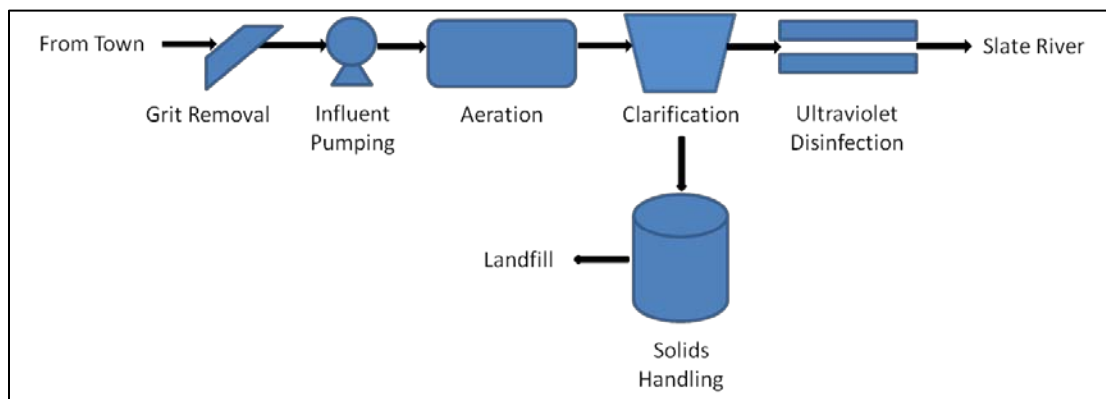 From Town
Slate River
Grit Removal
Influent
Pumping
Aeration
Clarification
Ultraviolet
Disinfection
Landfill
Solids
Handling